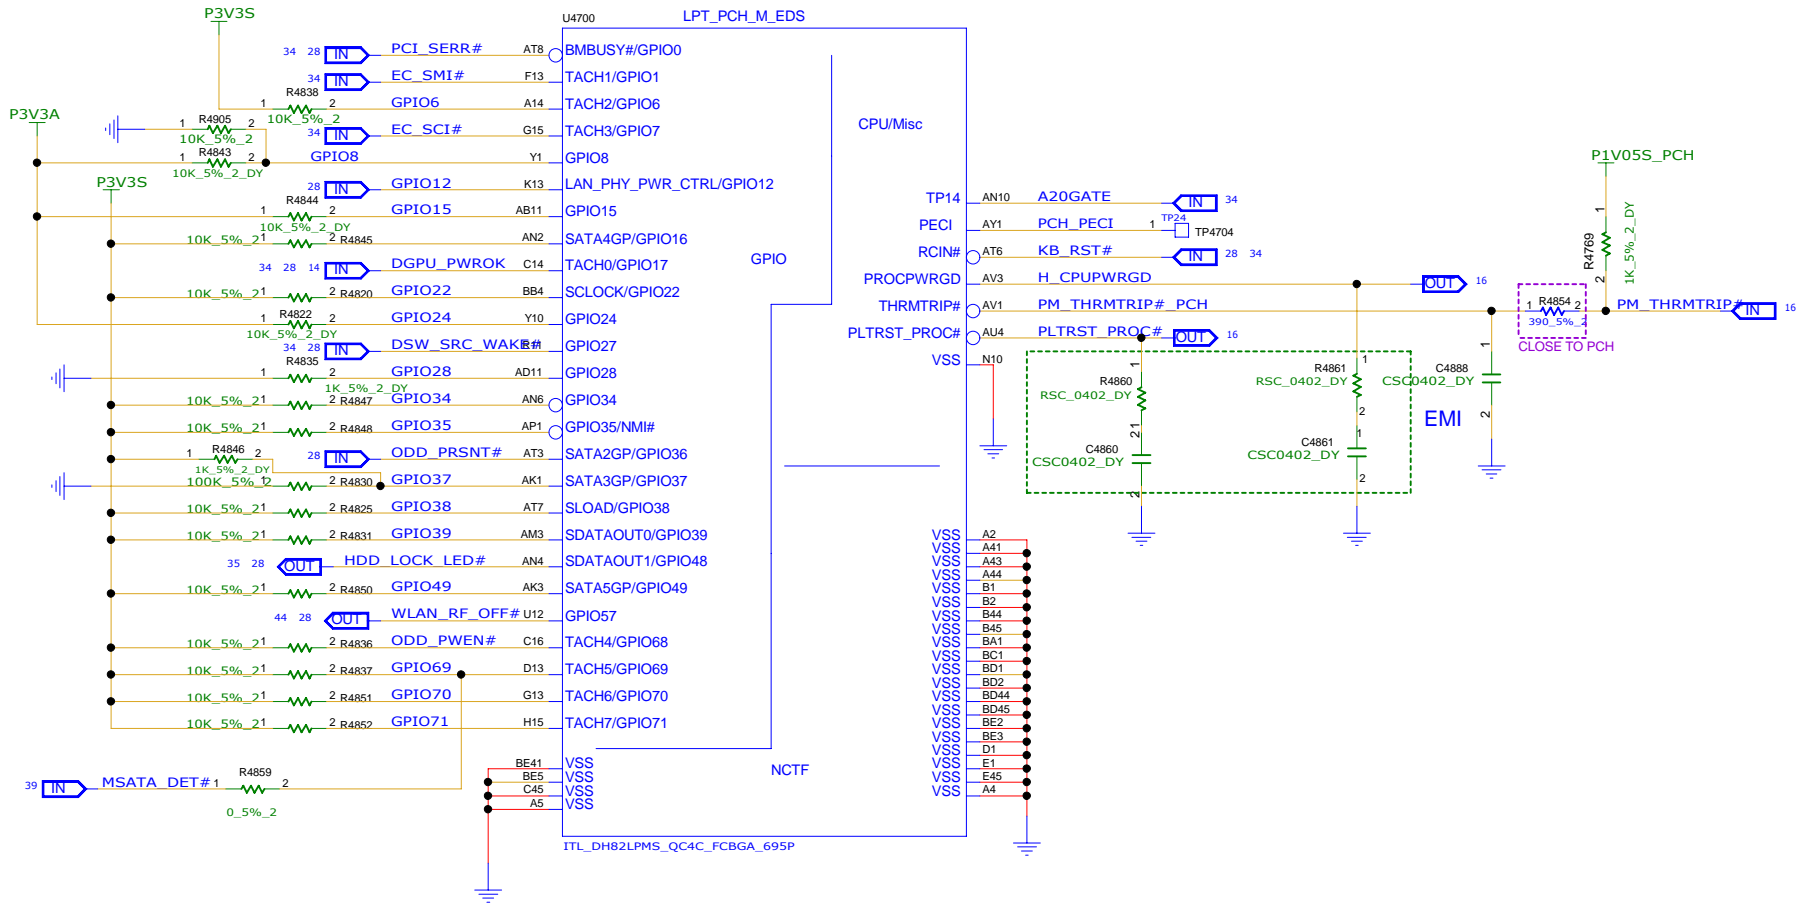 P3V3S
U4700
LPT_PCH_M_EDS
34 28 IN PCI_SERR# AT8 BMBUSY#/GPIO0
34 IN EC_SMI# F13 TACH1/GPIO1
1 R4838 2 GPIO6 A14 TACH2/GPIO6
10K_5%_2
P3V3A
1 R4905 2
10K_5%_2
34 IN EC_SCI# G15 TACH3/GPIO7
1 R4843 2 GPIO8 Y1 GPIO8
10K_5%_2_DY
P3V3S
28 IN GPIO12 K13 LAN_PHY_PWR_CTRL/GPIO12
1 R4844 2 GPIO15 AB11 GPIO15
10K_5%_2_DY
10K_5%_2 1 2 R4845 AN2 SATA4GP/GPIO16
34 28 14 IN DGPU_PWROK C14 TACH0/GPIO17
10K_5%_2 1 2 R4820 GPIO22 BB4 SCLOCK/GPIO22
1 R4822 2 GPIO24 Y10 GPIO24
10K_5%_2_DY
34 28 IN DSW_SRC_WAKE# GPIO27
1 R4835 2 GPIO28 AD11 GPIO28
1K_5%_2_DY
10K_5%_2 1 2 R4847 GPIO34 AN6 GPIO34
10K_5%_2 1 2 R4848 GPIO35 AP1 GPIO35/NMI#
1 R4846 2
1K_5%_2_DY
28 IN ODD_PRSNT# AT3 SATA2GP/GPIO36
100K_5%_2 1 2 R4830 GPIO37 AK1 SATA3GP/GPIO37
10K_5%_2 1 2 R4825 GPIO38 AT7 SLOAD/GPIO38
10K_5%_2 1 2 R4831 GPIO39 AM3 SDATAOUT0/GPIO39
35 28 OUT HDD_LOCK_LED# AN4 SDATAOUT1/GPIO48
10K_5%_2 1 2 R4850 GPIO49 AK3 SATA5GP/GPIO49
44 28 OUT WLAN_RF_OFF# U12 GPIO57
10K_5%_2 1 2 R4836 ODD_PWEN# C16 TACH4/GPIO68
10K_5%_2 1 2 R4837 GPIO69 D13 TACH5/GPIO69
10K_5%_2 1 2 R4851 GPIO70 G13 TACH6/GPIO70
10K_5%_2 1 2 R4852 GPIO71 H15 TACH7/GPIO71
39 IN MSATA_DET# 1 R4859 2
0_5%_2
BE41 VSS
BE5 VSS
C45 VSS
A5 VSS
CPU/Misc
GPIO
NCTF
ITL_DH82LPMS_QC4C_FCBGA_695P
TP14 AN10 A20GATE IN 34
PECI AY1 PCH_PECI 1 TP24 TP4704
RCIN# AT6 KB_RST# IN 28 34
PROCPWRGD AV3 H_CPUPWRGD OUT 16
THRMTRIP# AV1 PM_THRMTRIP#_PCH 1 R4854 2 PM_THRMTRIP# IN 16
390_5%_2
CLOSE TO PCH
P1V05S_PCH
1 R4769 2
1K_5%_2_DY
PLTRST_PROC# AU4 PLTRST_PROC# OUT 16
VSS N10
1 R4860 2
RSC_0402_DY
1 C4860 2
CSC0402_DY
1 R4861 2
RSC_0402_DY
1 C4861 2
CSC0402_DY
EMI
1 C4888 2
CSC0402_DY
VSS A2
VSS A41
VSS A43
VSS A44
VSS B1
VSS B2
VSS B44
VSS B45
VSS BA1
VSS BC1
VSS BD1
VSS BD2
VSS BD44
VSS BD45
VSS BE2
VSS BE3
VSS D1
VSS E1
VSS E45
VSS A4